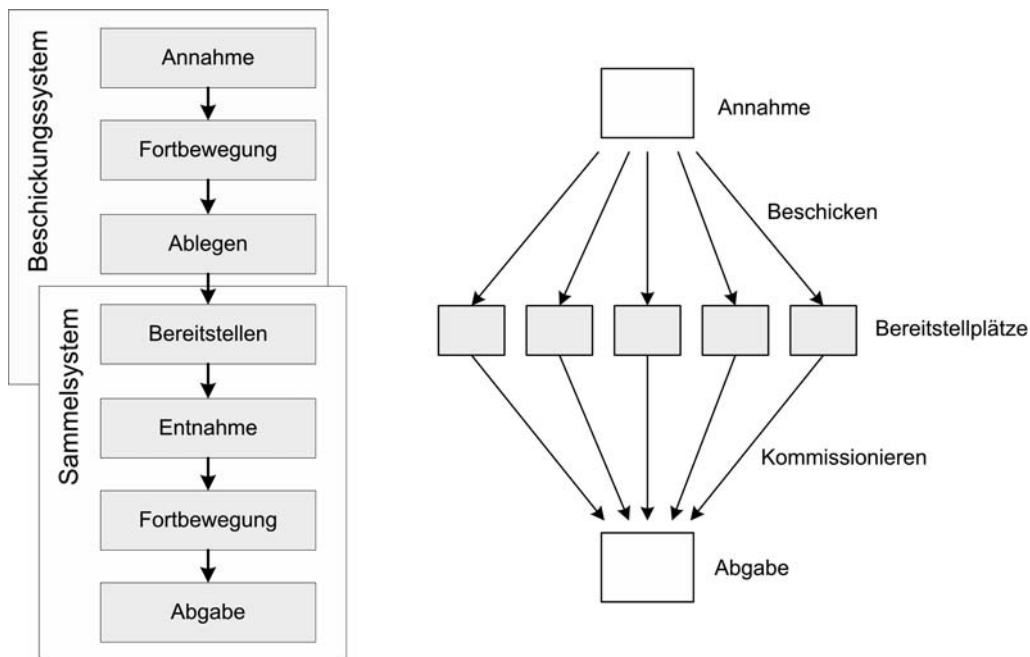 Beschickungssystem
Annahme
Fortbewegung
Ablegen
Sammelsystem
Bereitstellen
Entnahme
Fortbewegung
Abgabe
Annahme
Beschicken
Bereitstellplätze
Kommissionieren
Abgabe